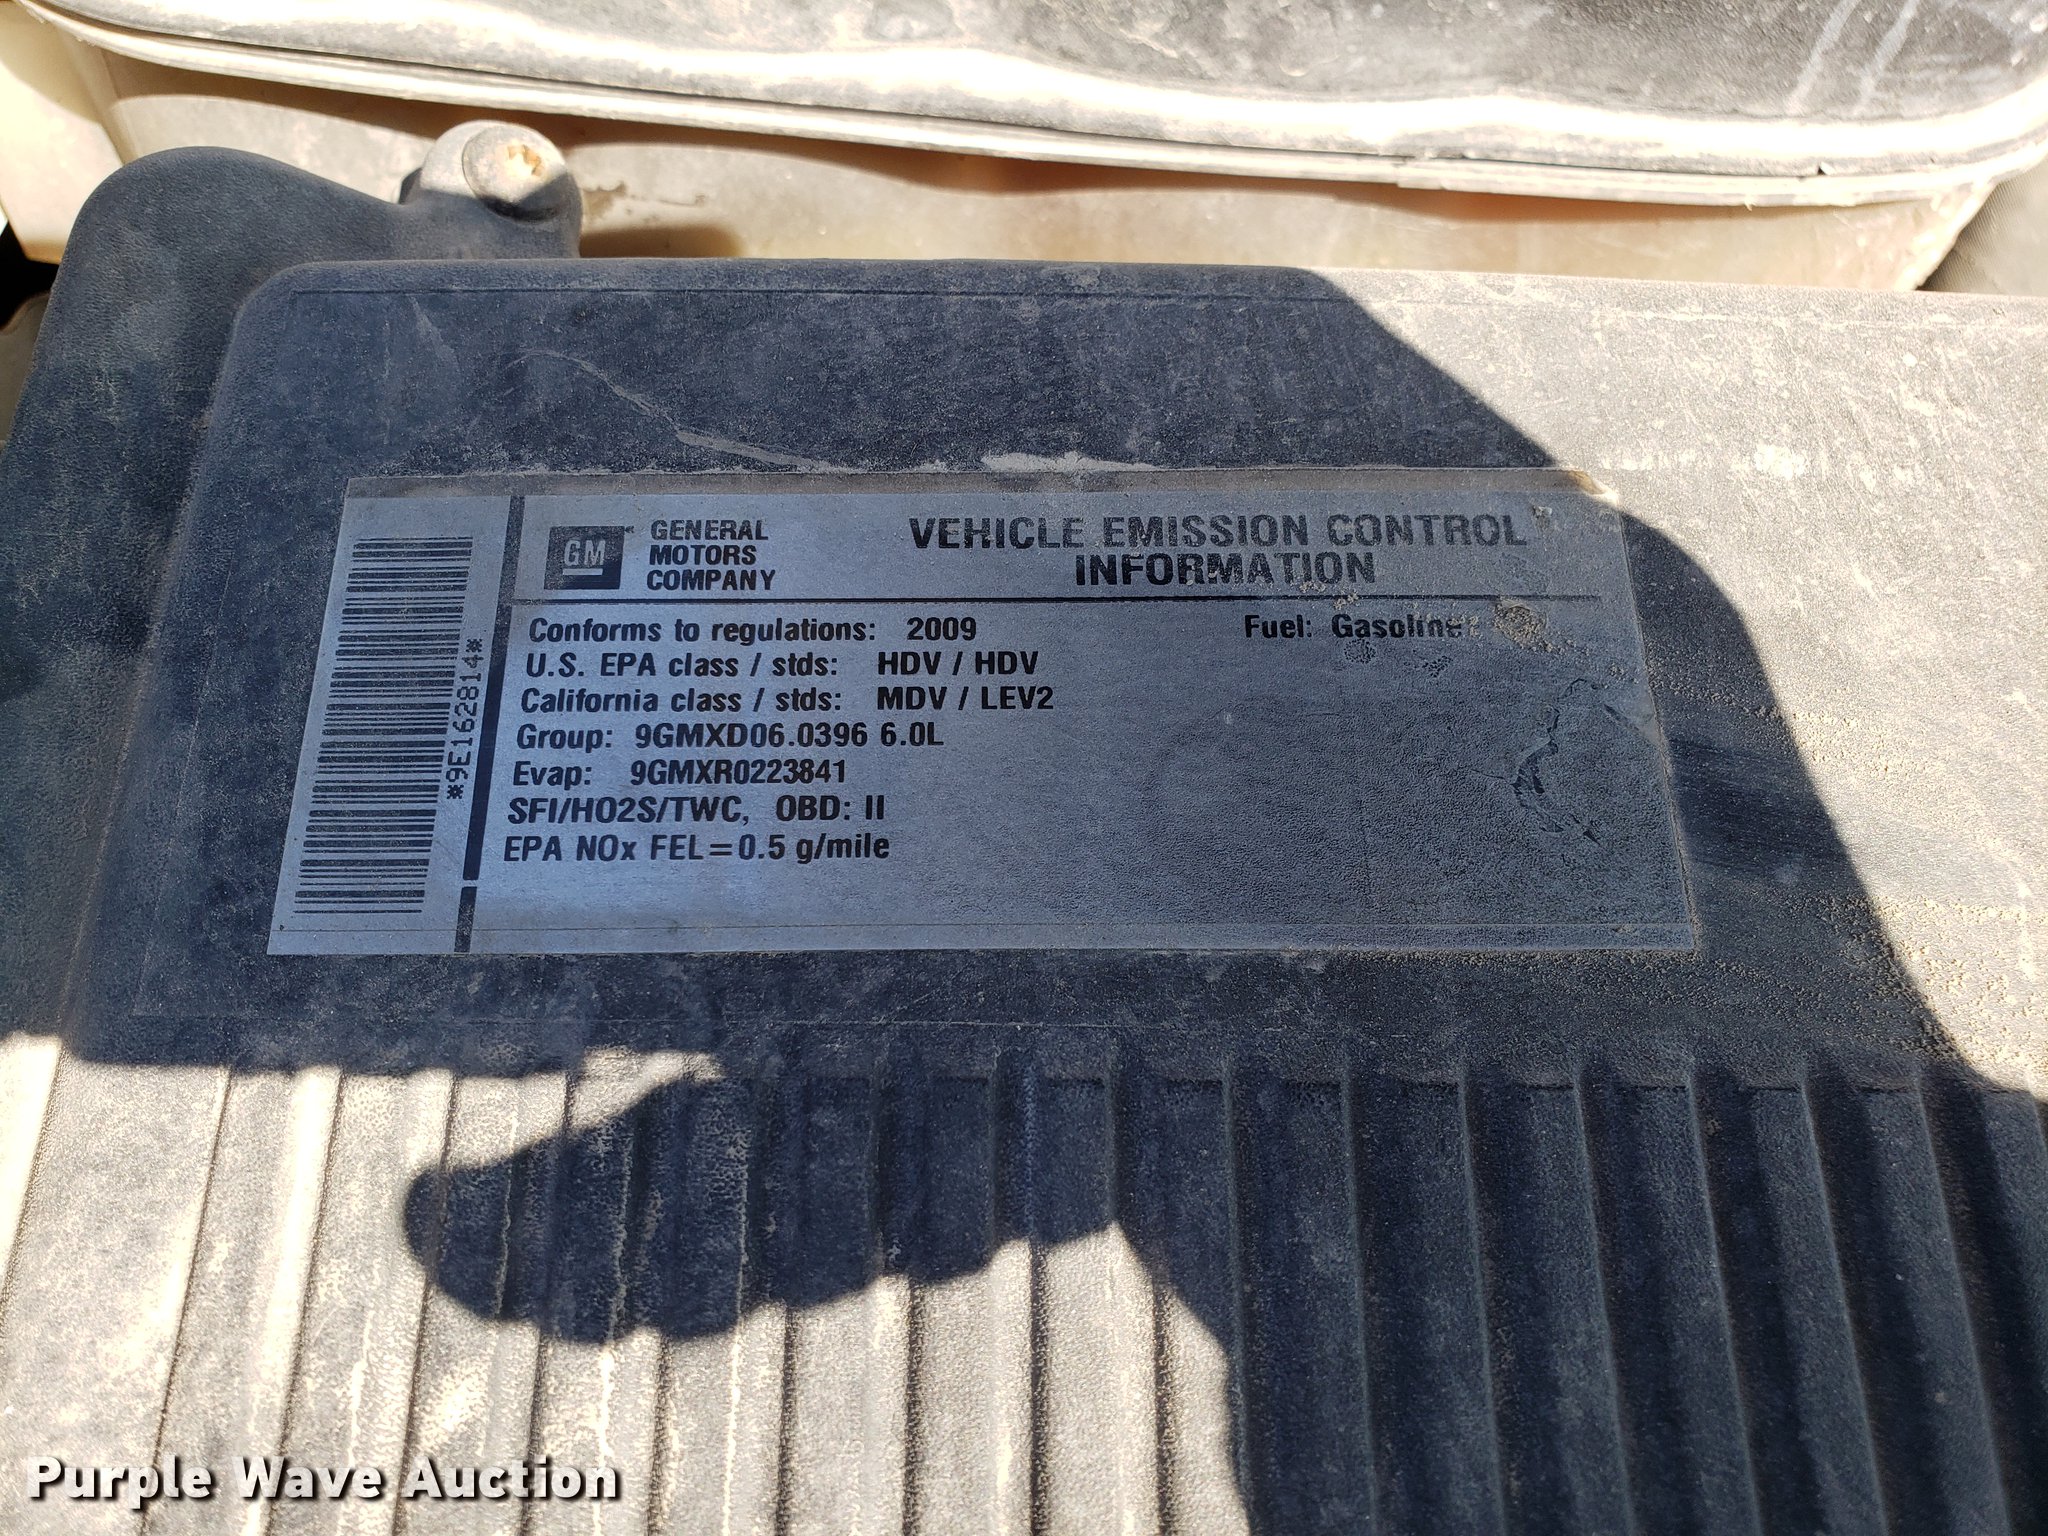 GM
GENERAL
MOTORS
COMPANY
VEHICLE EMISSION CONTROL
INFORMATION
Conforms to regulations: 2009
Fuel: Gasoline
U.S. EPA class / stds: HDV / HDV
California class / stds: MDV / LEV2
Group: 9GMXD06.0396 6.0L
Evap: 9GMXR0223841
SFI/HO2S/TWC, OBD: II
EPA NOx FEL=0.5 g/mile
*9E162814*
Purple Wave Auction